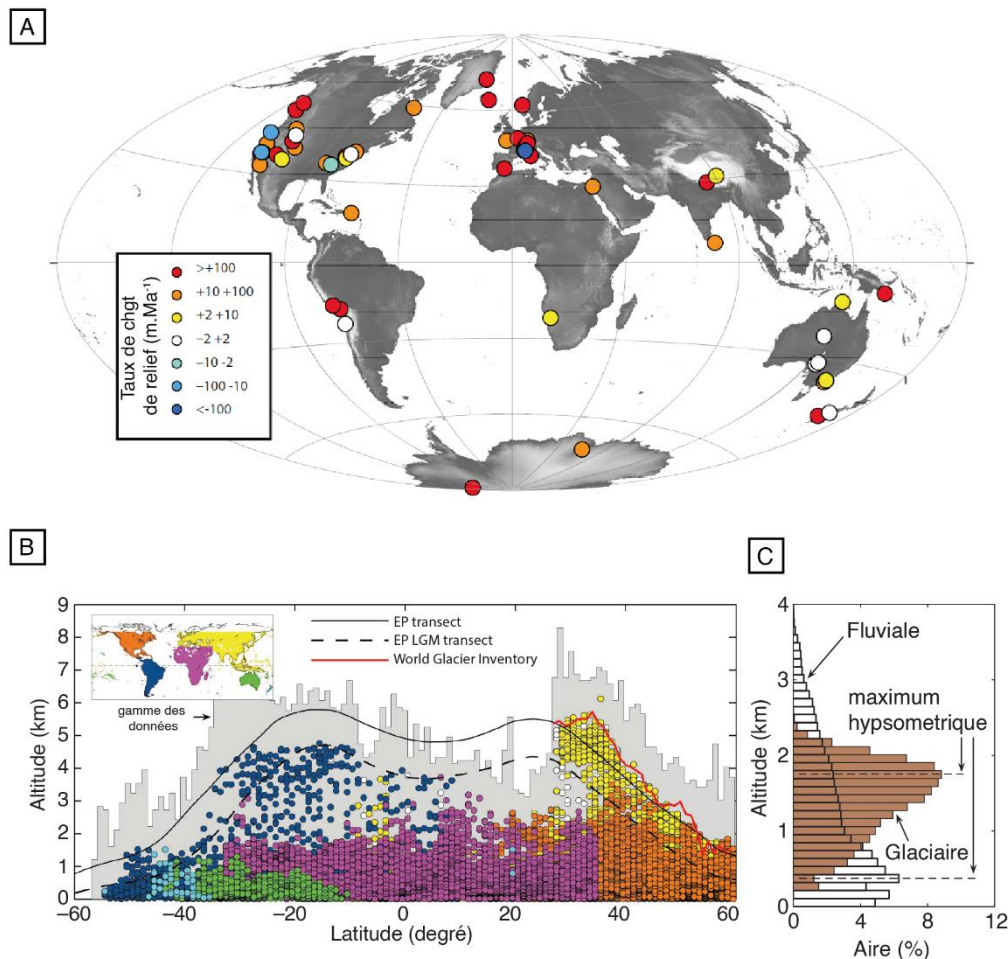 A
Taux de chgt
de relief (m.Ma⁻¹)
>+100
+10 +100
+2 +10
−2 +2
−10 -2
−100 -10
<-100
B
Altitude (km)
9
8
7
6
5
4
3
2
1
0
gamme des
données
EP transect
EP LGM transect
World Glacier Inventory
−60
−40
−20
0
20
40
60
Latitude (degré)
C
Altitude (km)
4
3
2
1
0
Fluviale
maximum
hypsometrique
Glaciaire
0
4
8
12
Aire (%)